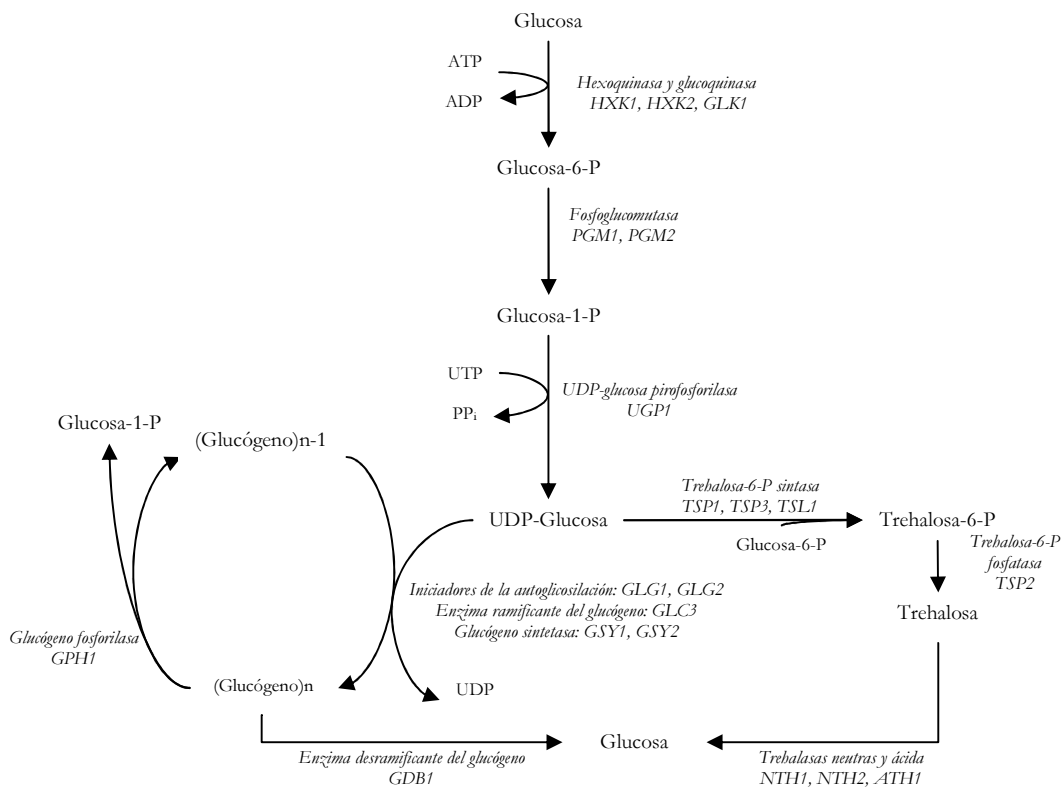 Glucosa
ATP
ADP
Hexoquinasa y glucoquinasa
HXK1, HXK2, GLK1
Glucosa-6-P
Fosfoglucomutasa
PGM1, PGM2
Glucosa-1-P
UTP
PPi
UDP-glucosa pirofosforilasa
UGP1
Glucosa-1-P
(Glucógeno)n-1
UDP-Glucosa
Trehalosa-6-P sintasa
TSP1, TSP3, TSL1
Glucosa-6-P
Trehalosa-6-P
Trehalosa-6-P
fosfatasa
TSP2
Trehalosa
Iniciadores de la autoglicosilación: GLG1, GLG2
Enzima ramificante del glucógeno: GLC3
Glucógeno sintetasa: GSY1, GSY2
Glucógeno fosforilasa
GPH1
(Glucógeno)n
UDP
Glucosa
Enzima desramificante del glucógeno
GDB1
Trehalasas neutras y ácida
NTH1, NTH2, ATH1